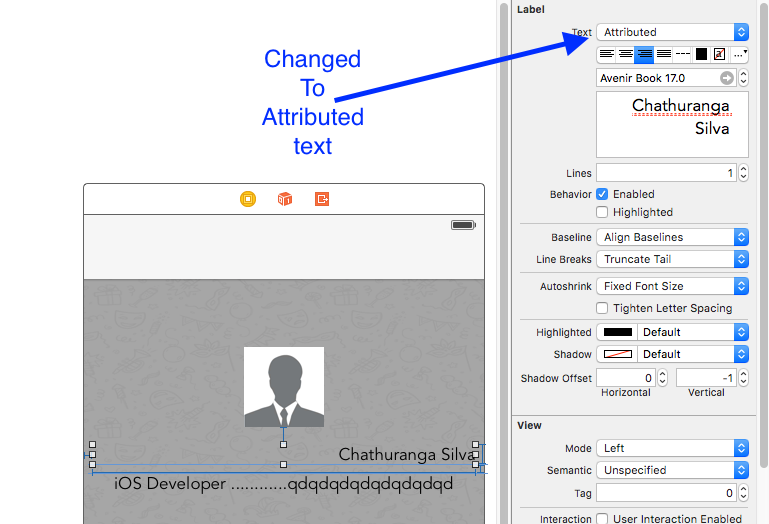 Changed
To
Attributed
text
Label
Text Attributed
...
Avenir Book 17.0
Chathuranga
Silva
Lines 1
Behavior Enabled
Highlighted
Baseline Align Baselines
Line Breaks Truncate Tail
Autoshrink Fixed Font Size
Tighten Letter Spacing
Highlighted Default
Shadow Default
Shadow Offset 0 -1
Horizontal Vertical
View
Mode Left
Semantic Unspecified
Tag 0
Interaction User Interaction Enabled
Chathuranga Silva
iOS Developer ............qdqdqdqdqdqdqdqd